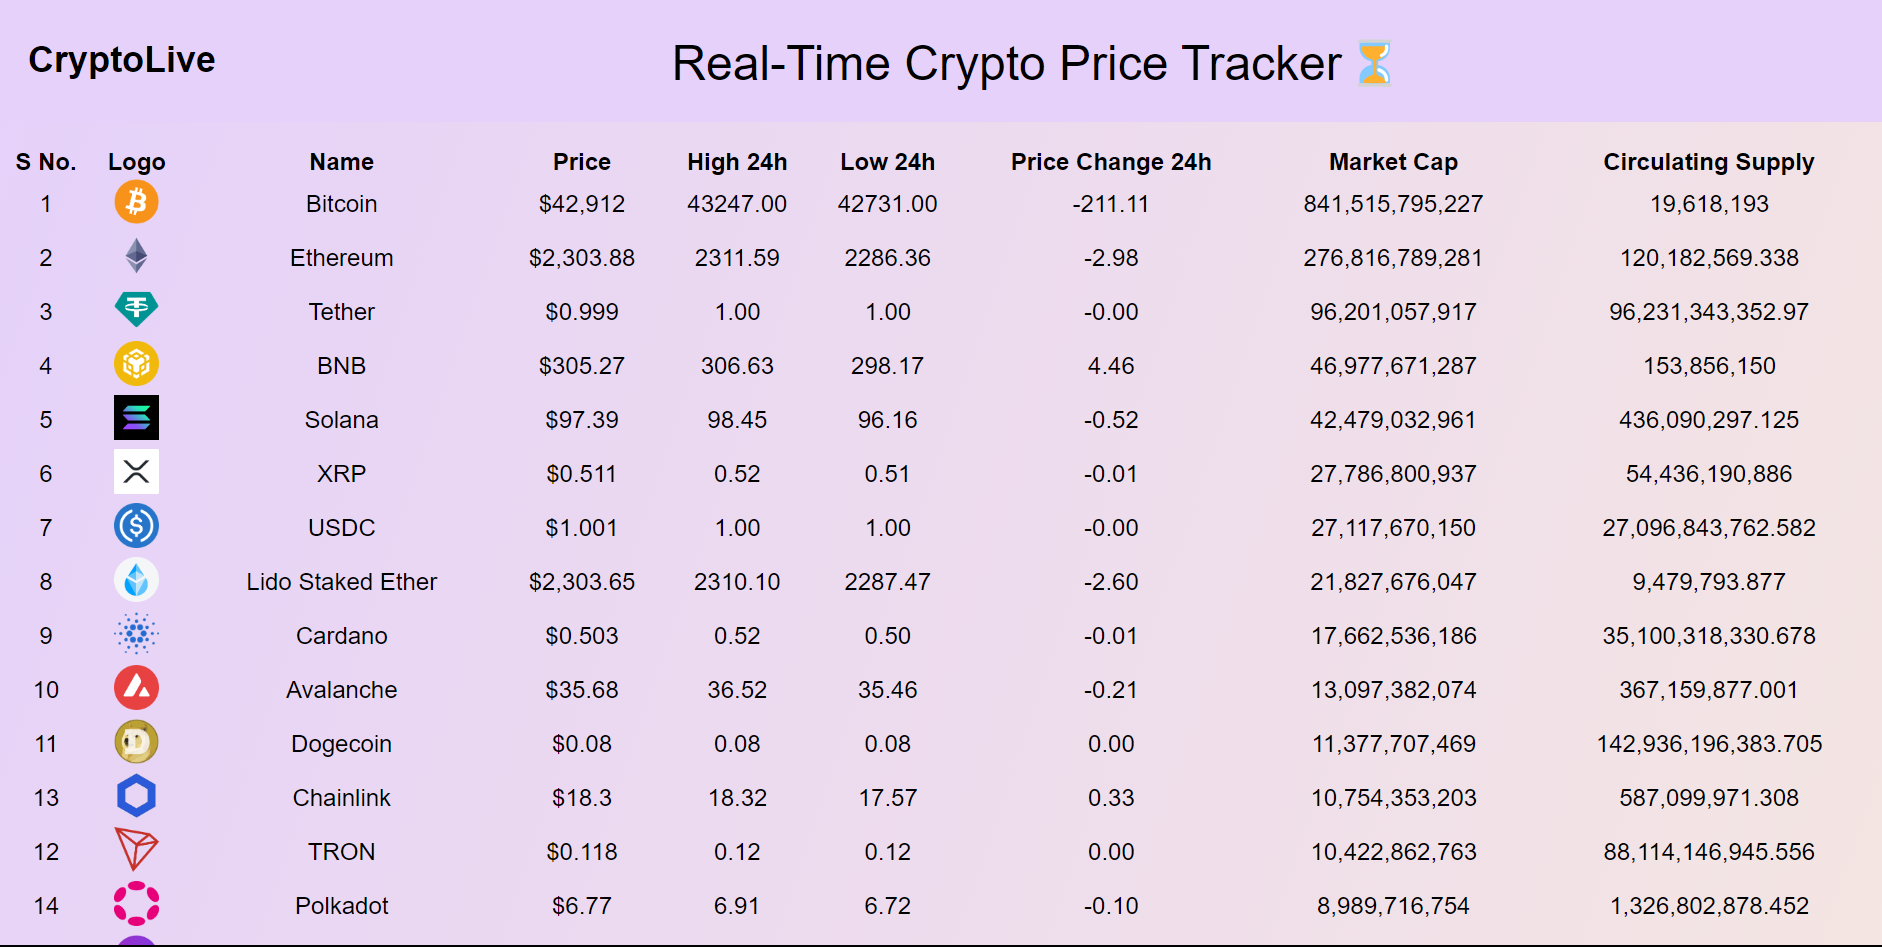 CryptoLive
Real-Time Crypto Price Tracker ⏳
S No. Logo Name Price High 24h Low 24h Price Change 24h Market Cap Circulating Supply
1 Bitcoin $42,912 43247.00 42731.00 -211.11 841,515,795,227 19,618,193
2 Ethereum $2,303.88 2311.59 2286.36 -2.98 276,816,789,281 120,182,569.338
3 Tether $0.999 1.00 1.00 -0.00 96,201,057,917 96,231,343,352.97
4 BNB $305.27 306.63 298.17 4.46 46,977,671,287 153,856,150
5 Solana $97.39 98.45 96.16 -0.52 42,479,032,961 436,090,297.125
6 XRP $0.511 0.52 0.51 -0.01 27,786,800,937 54,436,190,886
7 USDC $1.001 1.00 1.00 -0.00 27,117,670,150 27,096,843,762.582
8 Lido Staked Ether $2,303.65 2310.10 2287.47 -2.60 21,827,676,047 9,479,793.877
9 Cardano $0.503 0.52 0.50 -0.01 17,662,536,186 35,100,318,330.678
10 Avalanche $35.68 36.52 35.46 -0.21 13,097,382,074 367,159,877.001
11 Dogecoin $0.08 0.08 0.08 0.00 11,377,707,469 142,936,196,383.705
13 Chainlink $18.3 18.32 17.57 0.33 10,754,353,203 587,099,971.308
12 TRON $0.118 0.12 0.12 0.00 10,422,862,763 88,114,146,945.556
14 Polkadot $6.77 6.91 6.72 -0.10 8,989,716,754 1,326,802,878.452